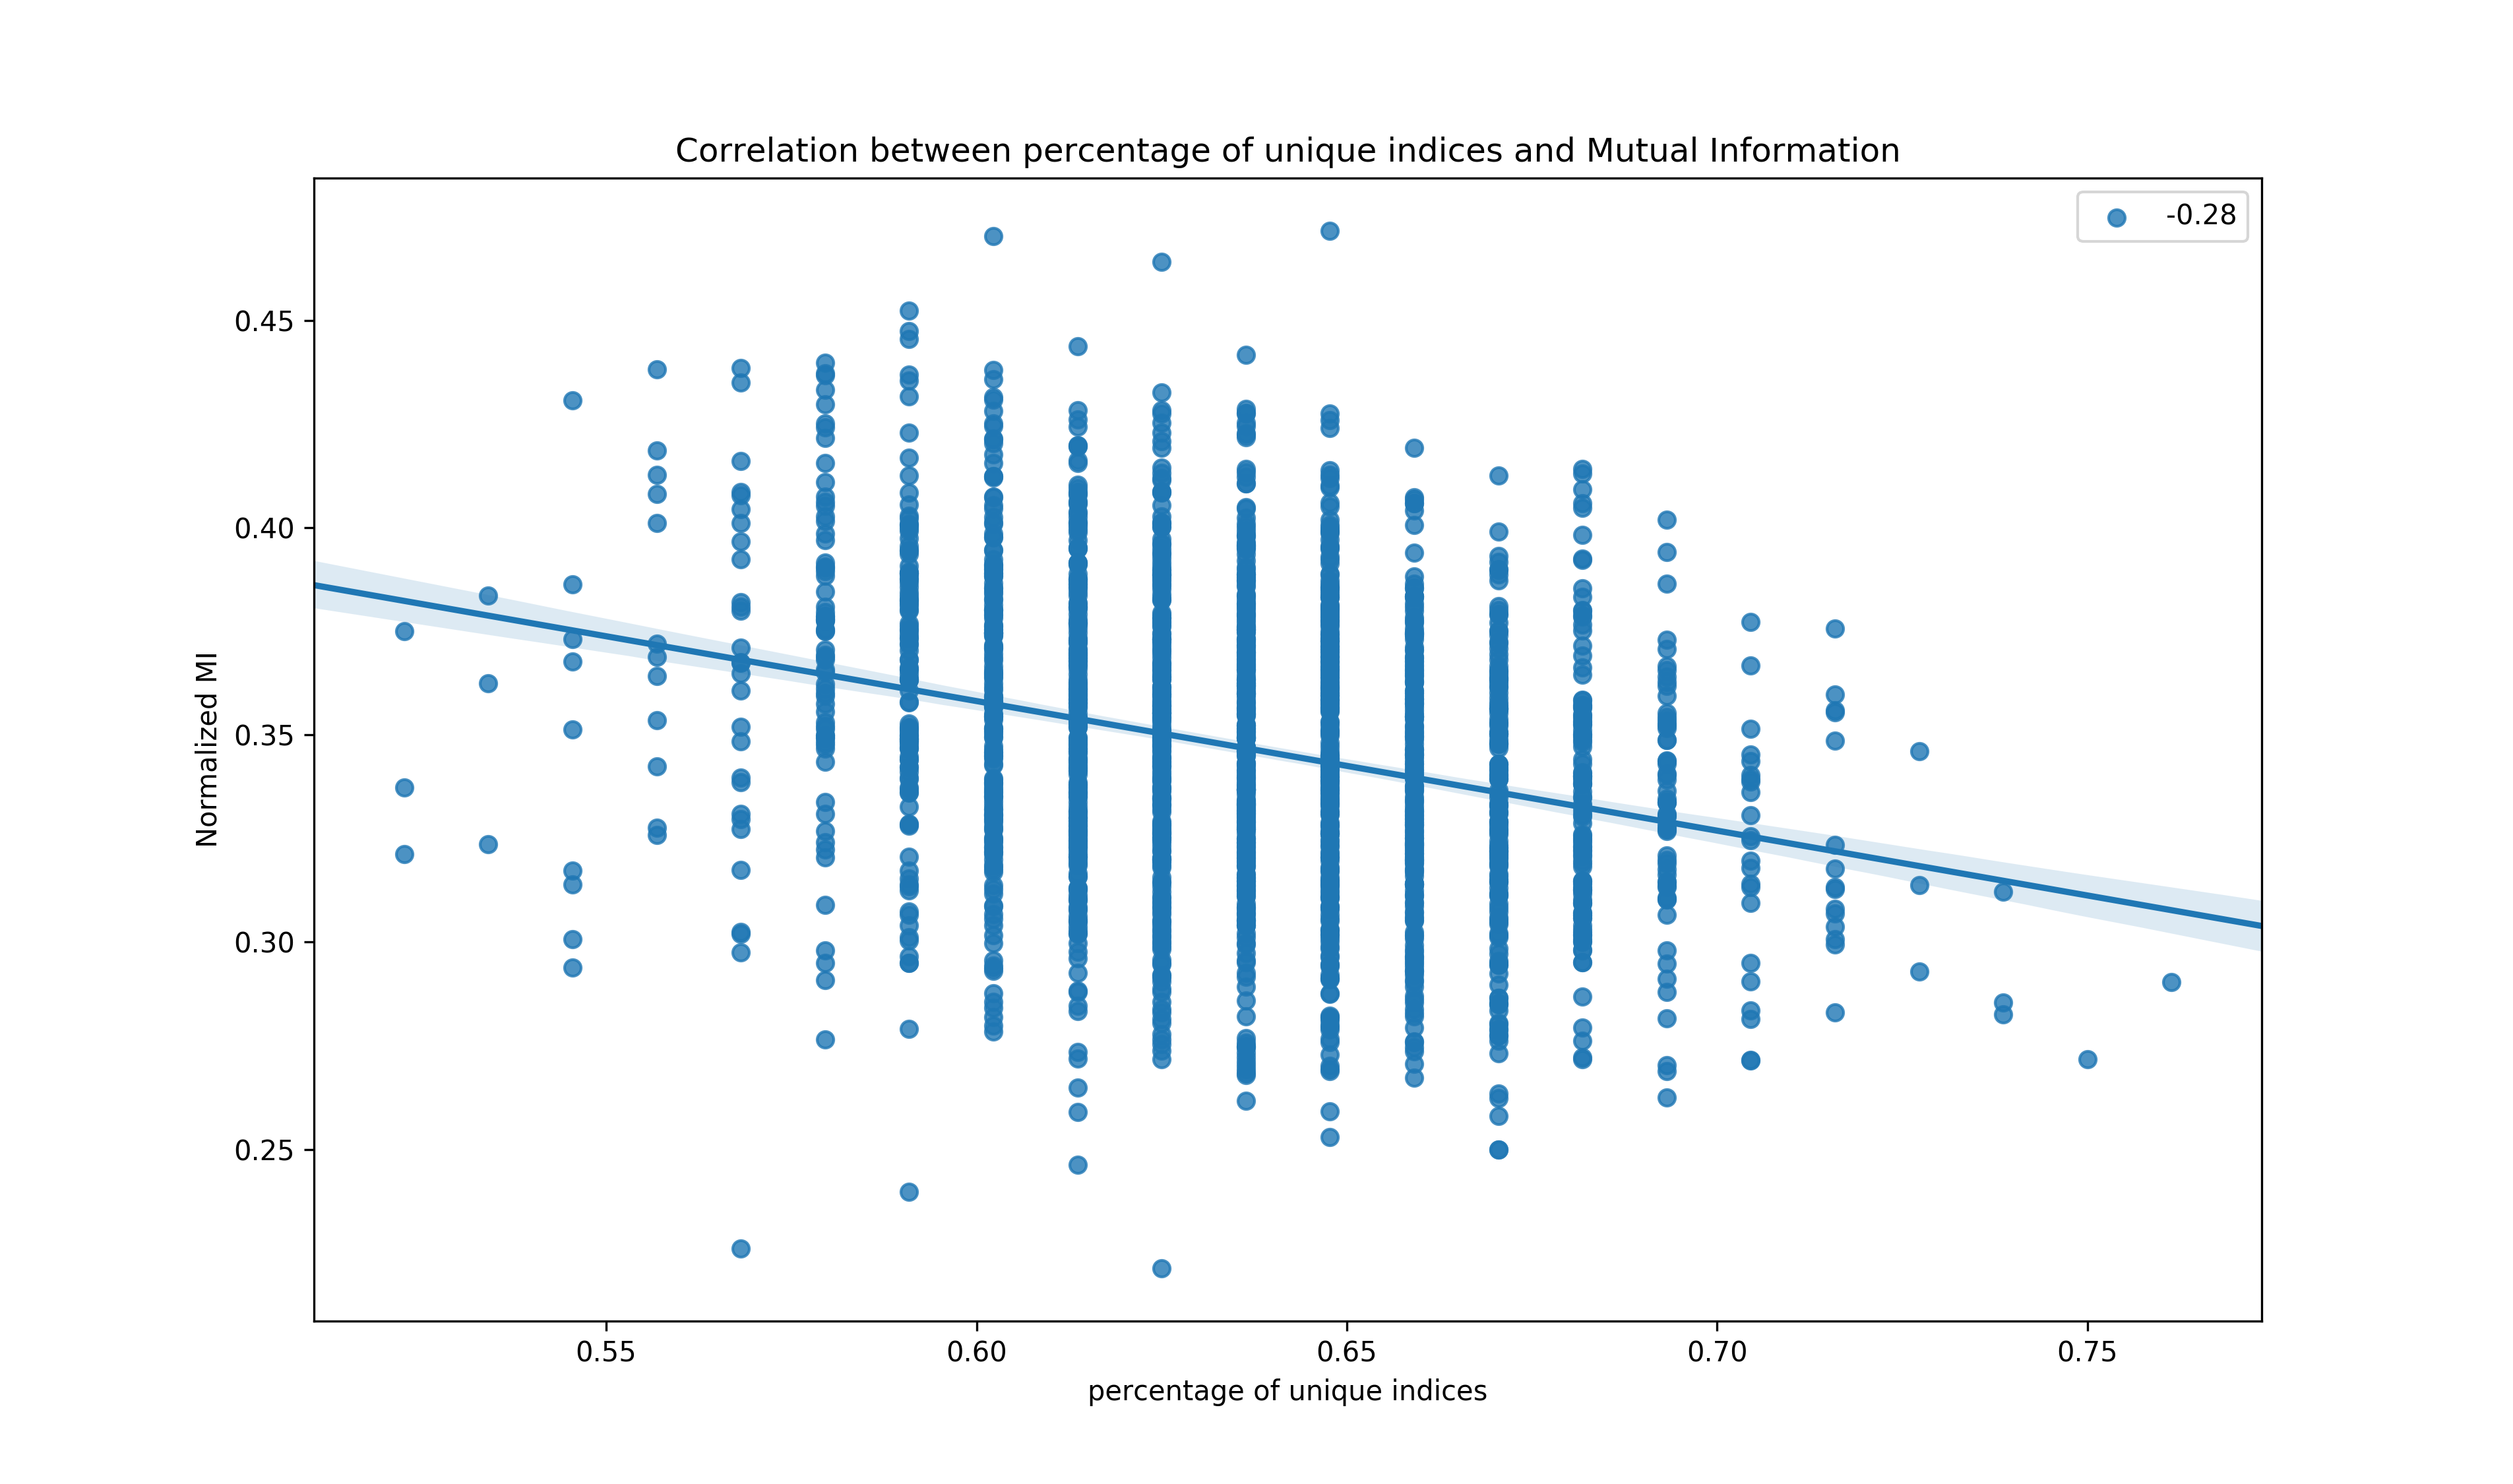 Correlation between percentage of unique indices and Mutual Information
-0.28
0.45
0.40
0.35
0.30
0.25
Normalized MI
0.55 0.60 0.65 0.70 0.75
percentage of unique indices